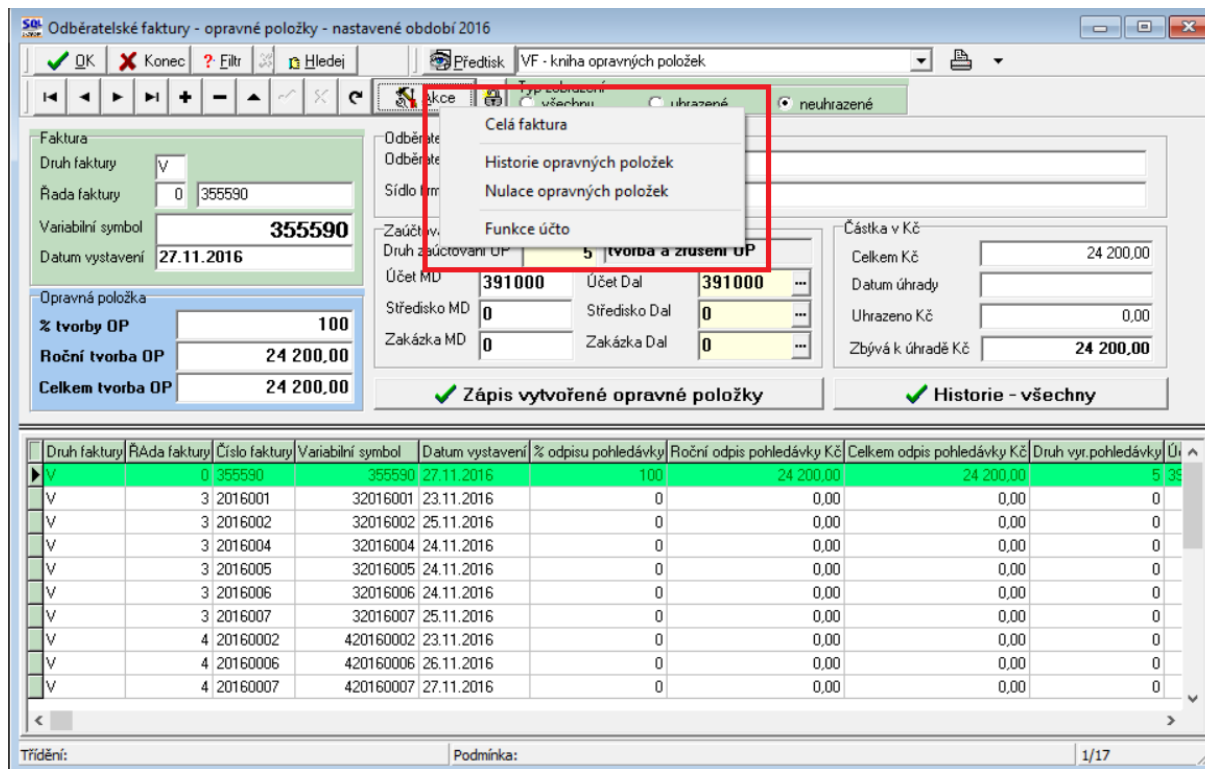 SQL Odběratelské faktury - opravné položky - nastavené období 2016
OK Konec Filtr Hledej Předtisk VF - kniha opravných položek
Akce Typ zobrazení
všechny uhrazené neuhrazené
Celá faktura
Historie opravných položek
Nulace opravných položek
Funkce účto
Faktura
Druh faktury V
Řada faktury 0 355590
Variabilní symbol 355590
Datum vystavení 27.11.2016
Opravná položka
% tvorby OP 100
Roční tvorba OP 24 200,00
Celkem tvorba OP 24 200,00
Sídlo
Druh zaúčtování OP 5 tvorba a zrušení OP
Účet MD 391000 Účet Dal 391000 ...
Středisko MD 0 Středisko Dal 0 ...
Zakázka MD 0 Zakázka Dal 0 ...
Částka v Kč
Celkem Kč 24 200,00
Datum úhrady
Uhrazeno Kč 0,00
Zbývá k úhradě Kč 24 200,00
Zápis vytvořené opravné položky Historie - všechny
Druh faktury ŘAda faktury Číslo faktury Variabilní symbol Datum vystavení % odpisu pohledávky Roční odpis pohledávky Kč Celkem odpis pohledávky Kč Druh vyr.pohledávky
V 0 355590 355590 27.11.2016 100 24 200,00 24 200,00 5 39
V 3 2016001 32016001 23.11.2016 0 0,00 0,00 0
V 3 2016002 32016002 25.11.2016 0 0,00 0,00 0
V 3 2016004 32016004 24.11.2016 0 0,00 0,00 0
V 3 2016005 32016005 24.11.2016 0 0,00 0,00 0
V 3 2016006 32016006 24.11.2016 0 0,00 0,00 0
V 3 2016007 32016007 25.11.2016 0 0,00 0,00 0
V 4 20160002 420160002 23.11.2016 0 0,00 0,00 0
V 4 20160006 420160006 26.11.2016 0 0,00 0,00 0
V 4 20160007 420160007 27.11.2016 0 0,00 0,00 0
Třídění: Podmínka: 1/17